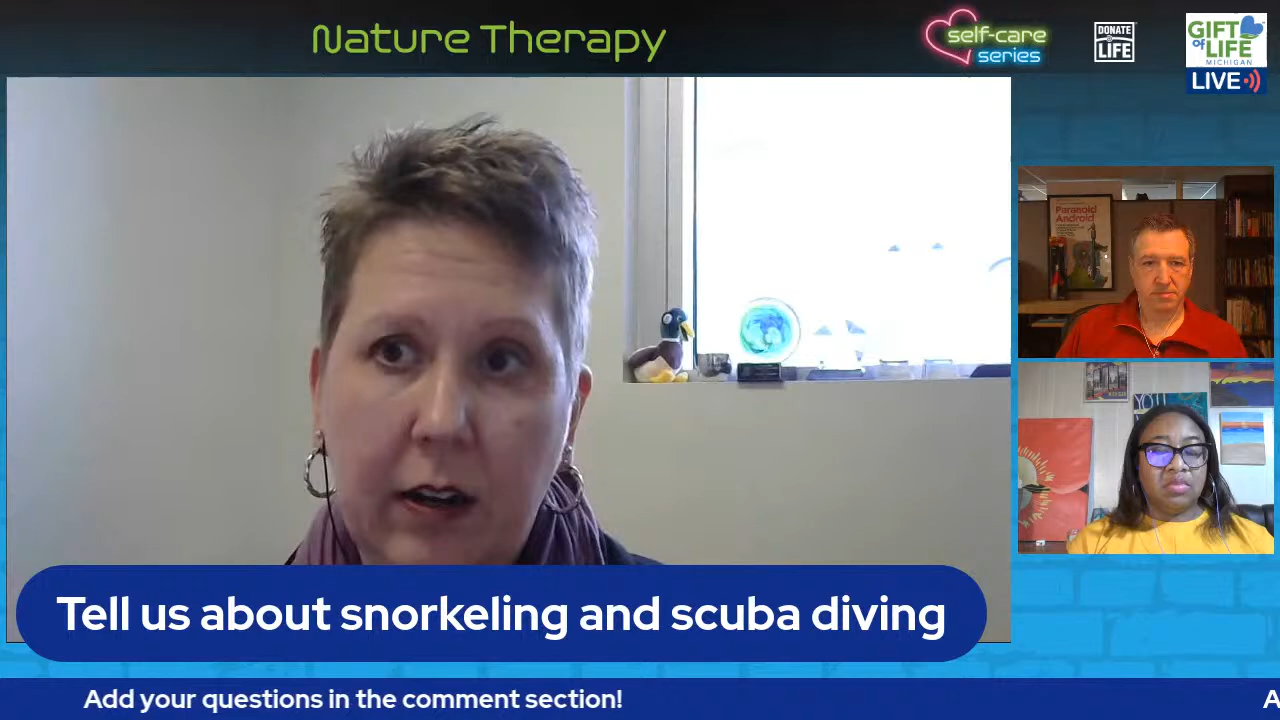 Nature Therapy
self-care
series
DONATE
LIFE
GIFT
of LIFE
MICHIGAN
LIVE
Paranoid
Android
YOU
Tell us about snorkeling and scuba diving
Add your questions in the comment section!
A